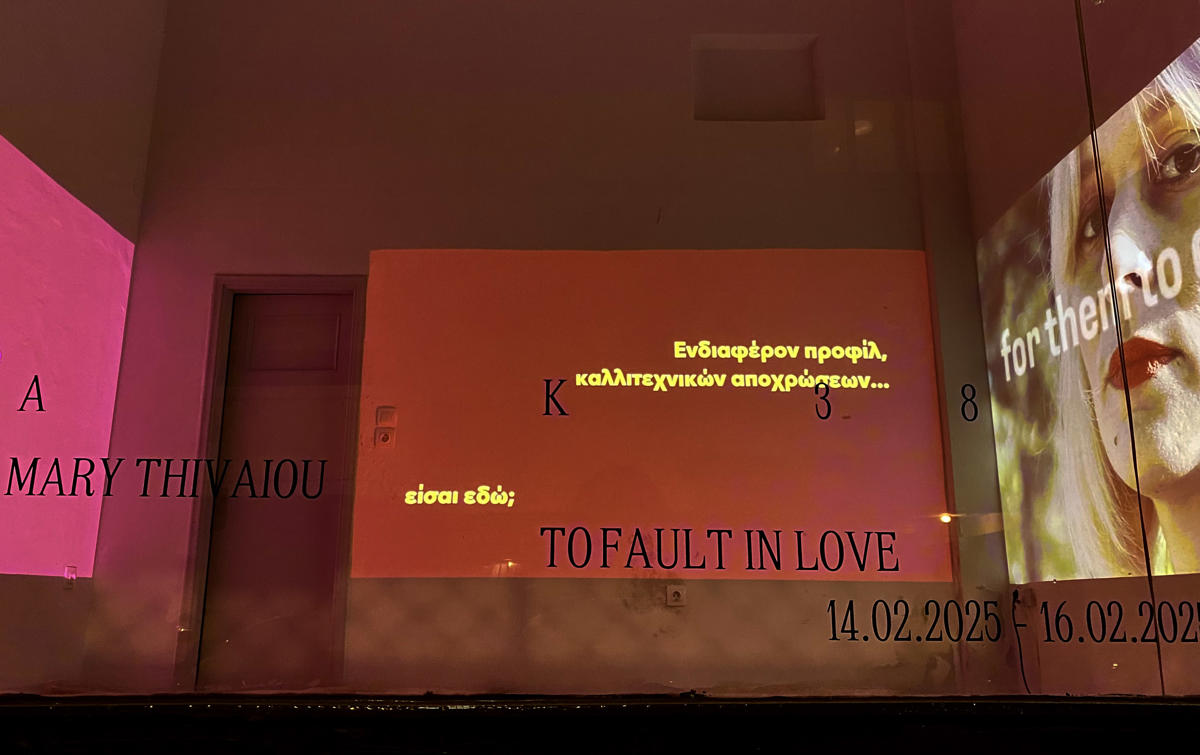 Ενδιαφέρον προφίλ,
καλλιτεχνικών αποχρώσεων...
A K 3 8
MARY THIVAIOU
είσαι εδώ;
TO FAULT IN LOVE
14.02.2025 - 16.02.202
for them to